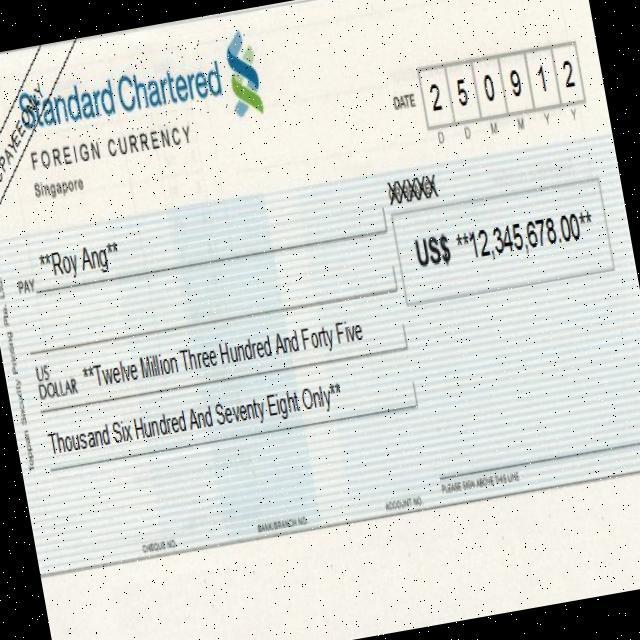 Standard Chartered
FOREIGN CURRENCY
Singapore
DATE 2 5 0 9 1 2
D D M M Y Y
XXXXX
PAY **Roy Ang**
US$ **12,345,678.00**
US DOLLAR **Twelve Million Three Hundred And Forty Five
Thousand Six Hundred And Seventy Eight Only**
CHEQUE NO.
BANK/BRANCH NO.
ACCOUNT NO.
PLEASE SIGN ABOVE THIS LINE